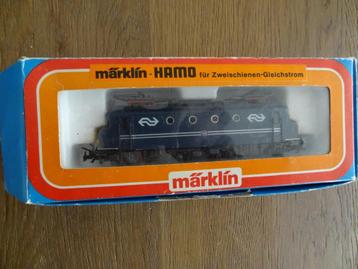 märklin - HAMO für Zweischienen-Gleichstrom
märklin